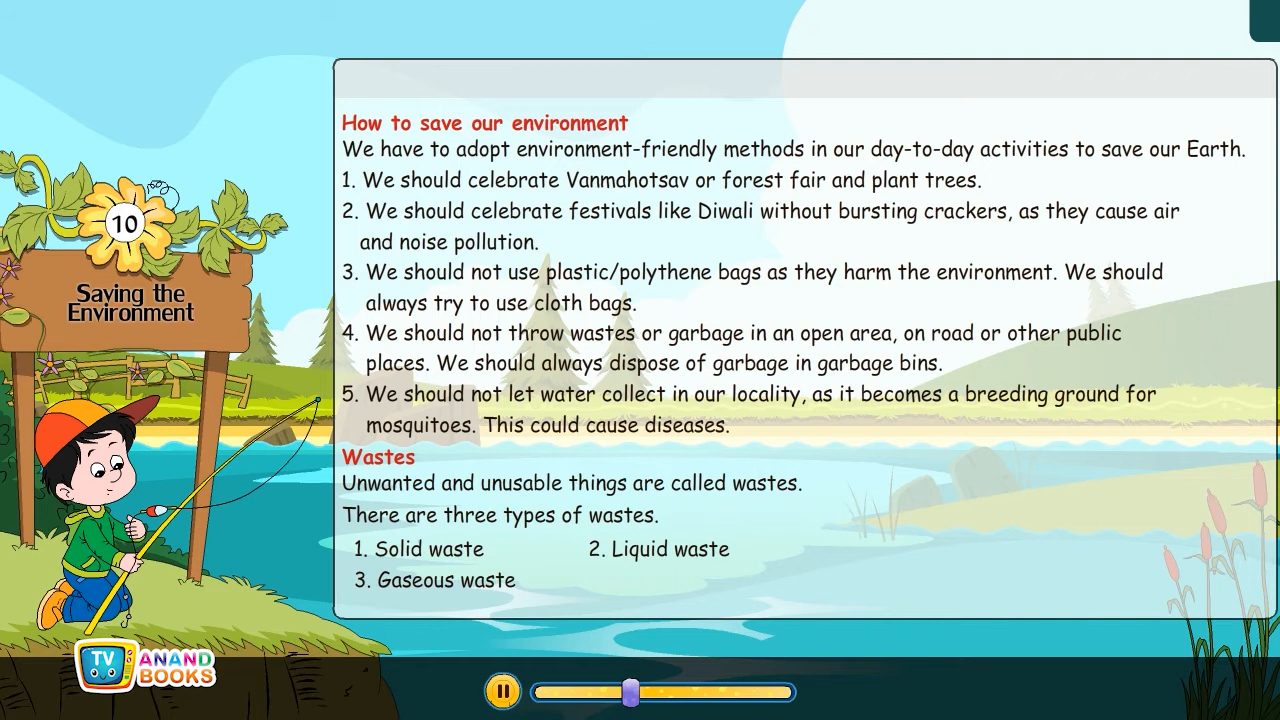 10
Saving the
Environment
How to save our environment
We have to adopt environment-friendly methods in our day-to-day activities to save our Earth.
1. We should celebrate Vanmahotsav or forest fair and plant trees.
2. We should celebrate festivals like Diwali without bursting crackers, as they cause air
and noise pollution.
3. We should not use plastic/polythene bags as they harm the environment. We should
always try to use cloth bags.
4. We should not throw wastes or garbage in an open area, on road or other public
places. We should always dispose of garbage in garbage bins.
5. We should not let water collect in our locality, as it becomes a breeding ground for
mosquitoes. This could cause diseases.
Wastes
Unwanted and unusable things are called wastes.
There are three types of wastes.
1. Solid waste 2. Liquid waste
3. Gaseous waste
TV ANAND
BOOKS